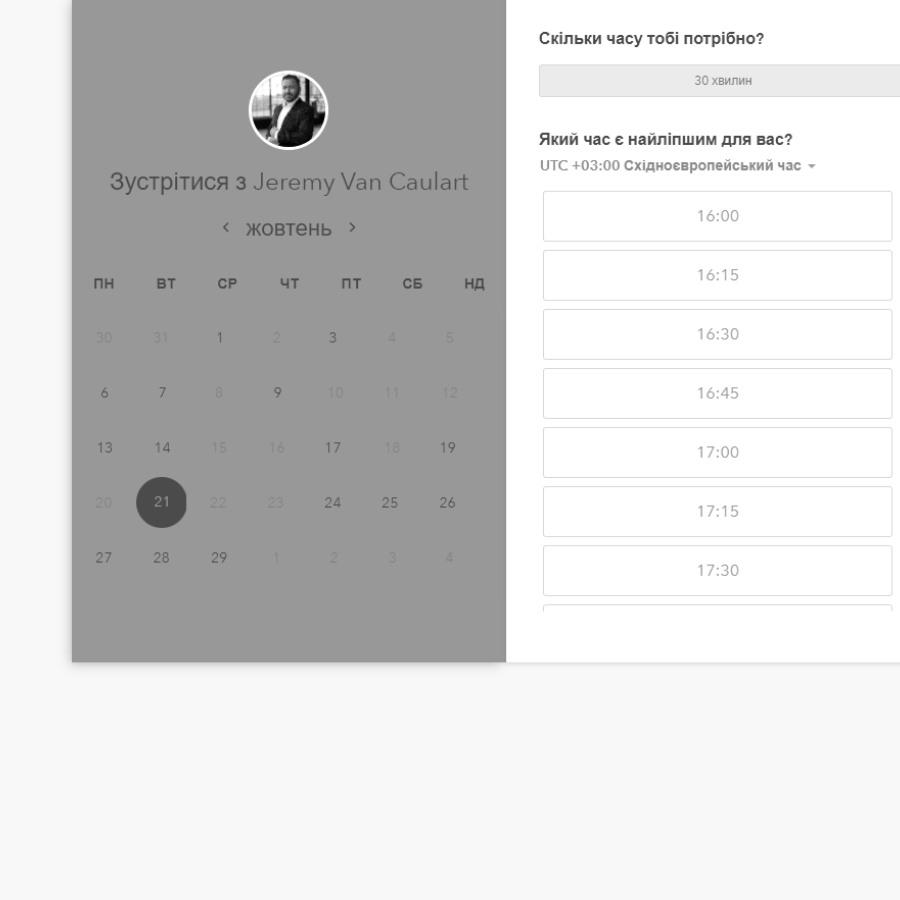 Зустрітися з Jeremy Van Caulart
жовтень
ПН ВТ СР ЧТ ПТ СБ НД
30 31 1 2 3 4 5
6 7 8 9 10 11 12
13 14 15 16 17 18 19
20 21 22 23 24 25 26
27 28 29 1 2 3 4
Скільки часу тобі потрібно?
30 хвилин
Який час є найліпшим для вас?
UTC +03:00 Східноєвропейський час
16:00
16:15
16:30
16:45
17:00
17:15
17:30